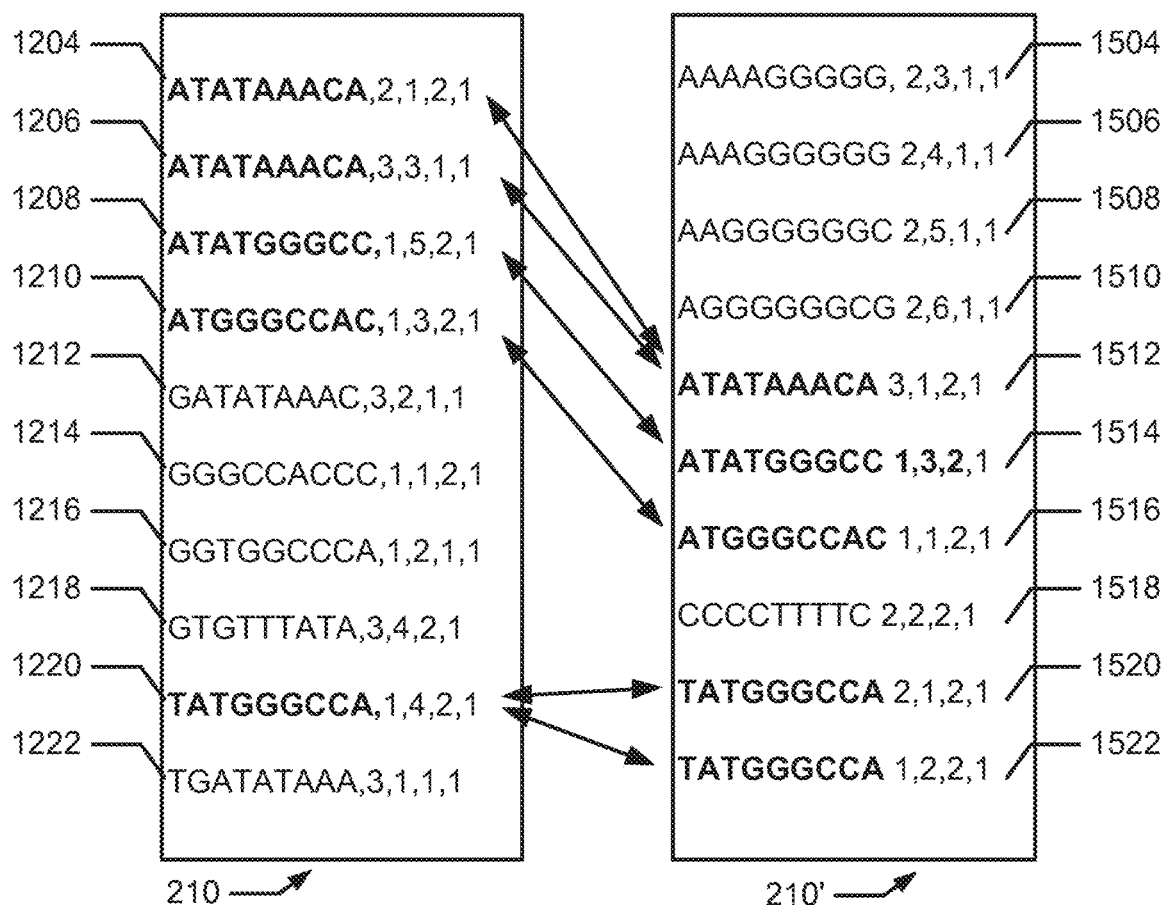 1204
ATATAAACA,2,1,2,1
1206
ATATAAACA,3,3,1,1
1208
ATATGGGCC,1,5,2,1
1210
ATGGGCCAC,1,3,2,1
1212
GATATAAAC,3,2,1,1
1214
GGGCCACCC,1,1,2,1
1216
GGTGGCCCA,1,2,1,1
1218
GTGTTTATA,3,4,2,1
1220
TATGGGCCA,1,4,2,1
1222
TGATATAAA,3,1,1,1
210
1504
AAAAGGGGG, 2,3,1,1
1506
AAAGGGGGG 2,4,1,1
1508
AAGGGGGGC 2,5,1,1
1510
AGGGGGGCG 2,6,1,1
1512
ATATAAACA 3,1,2,1
1514
ATATGGGCC 1,3,2,1
1516
ATGGGCCAC 1,1,2,1
1518
CCCCTTTTC 2,2,2,1
1520
TATGGGCCA 2,1,2,1
1522
TATGGGCCA 1,2,2,1
210'